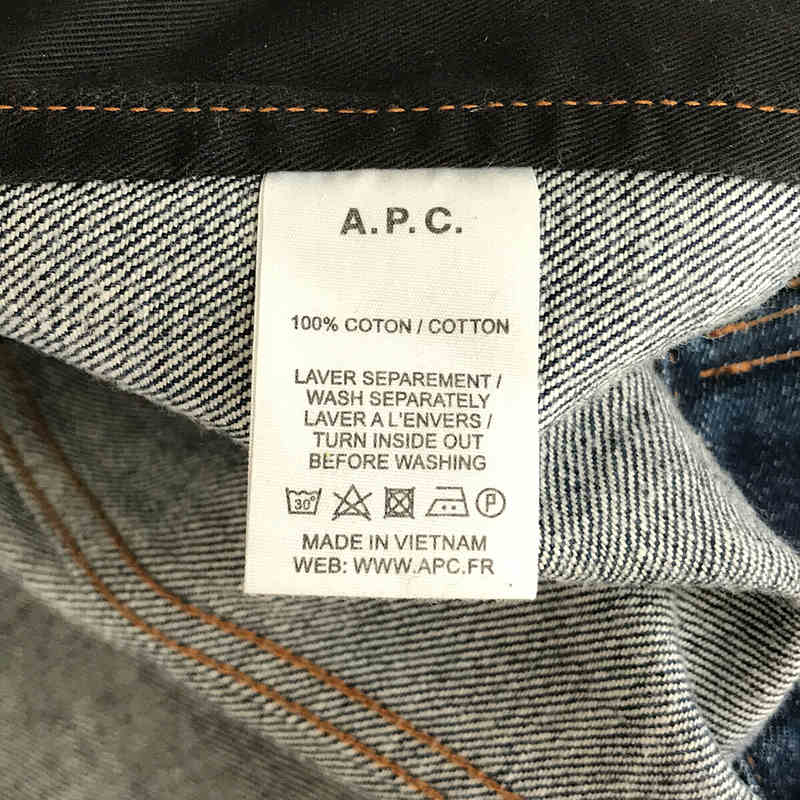 A.P.C.
100% COTON / COTTON
LAVER SEPAREMENT /
WASH SEPARATELY
LAVER A L'ENVERS /
TURN INSIDE OUT
BEFORE WASHING
30° P
MADE IN VIETNAM
WEB: WWW.APC.FR